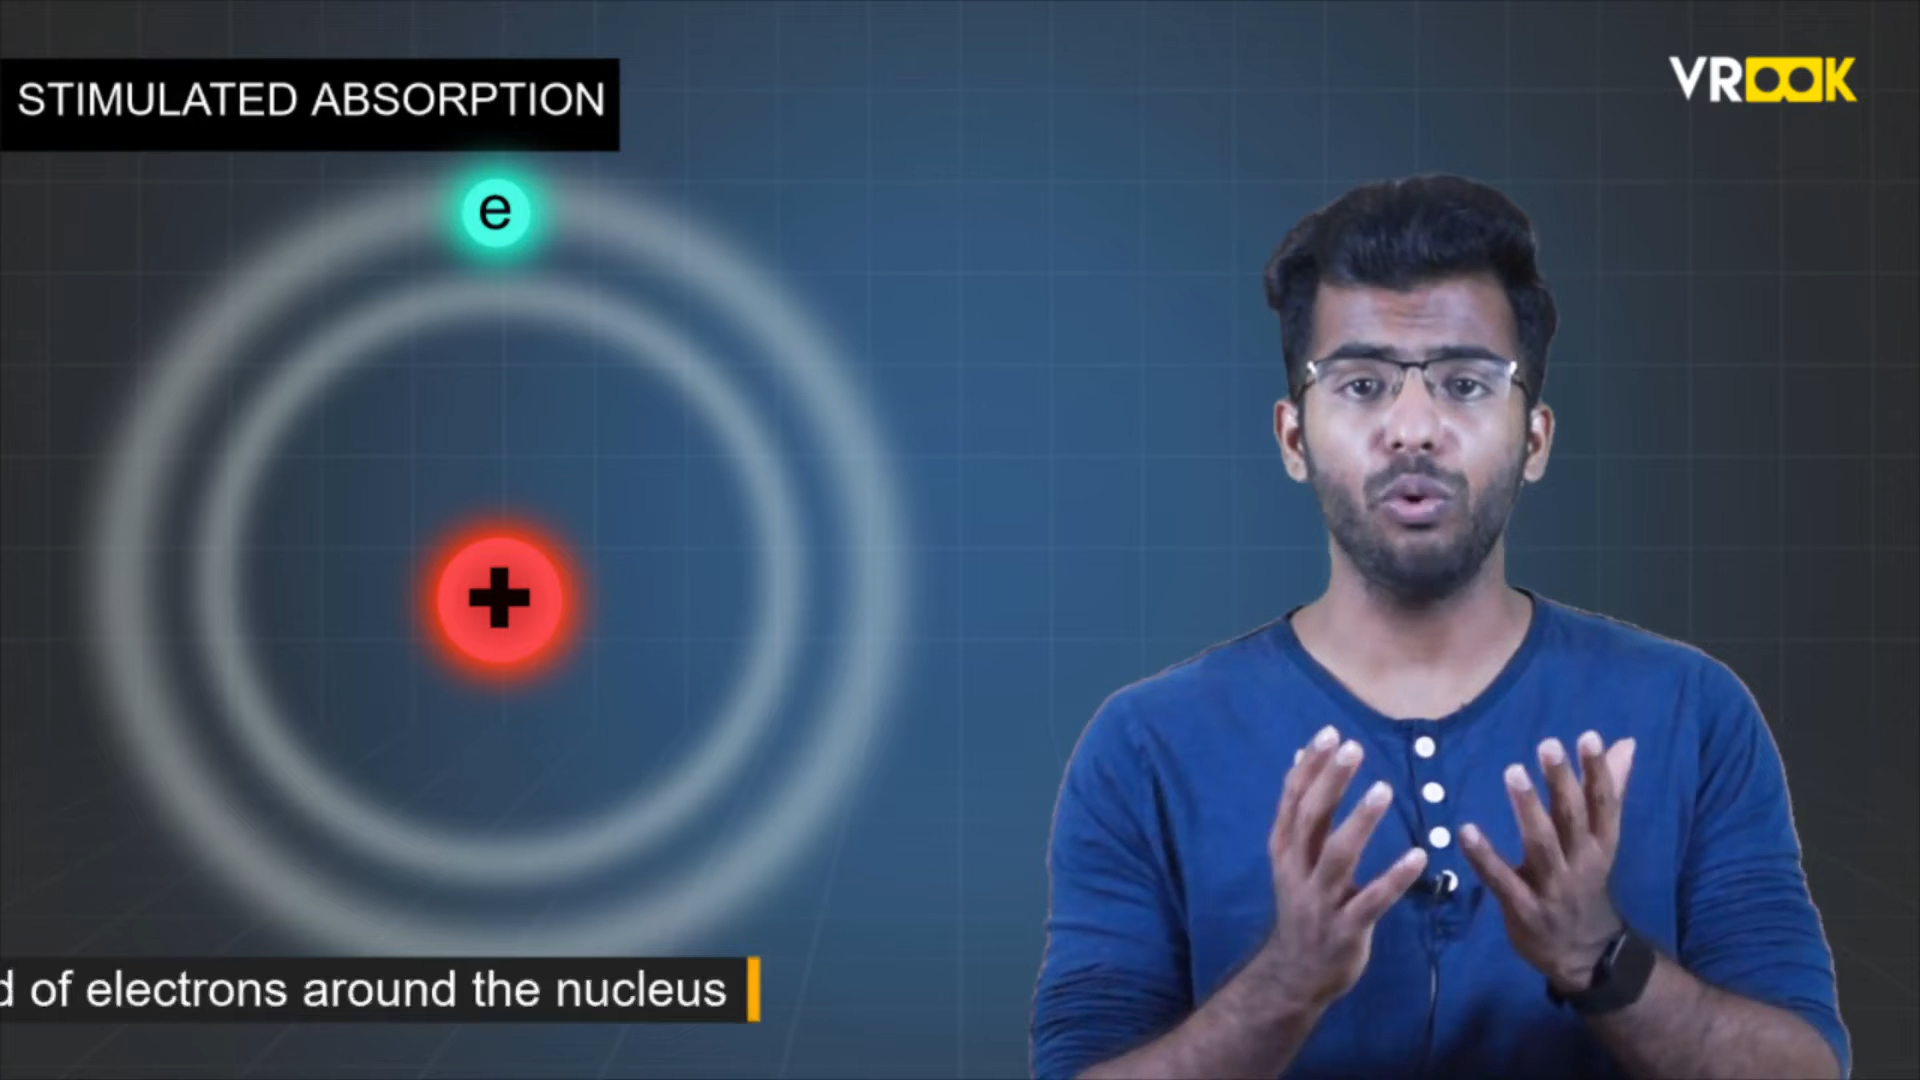 STIMULATED ABSORPTION
VROOK
e
+
d of electrons around the nucleus